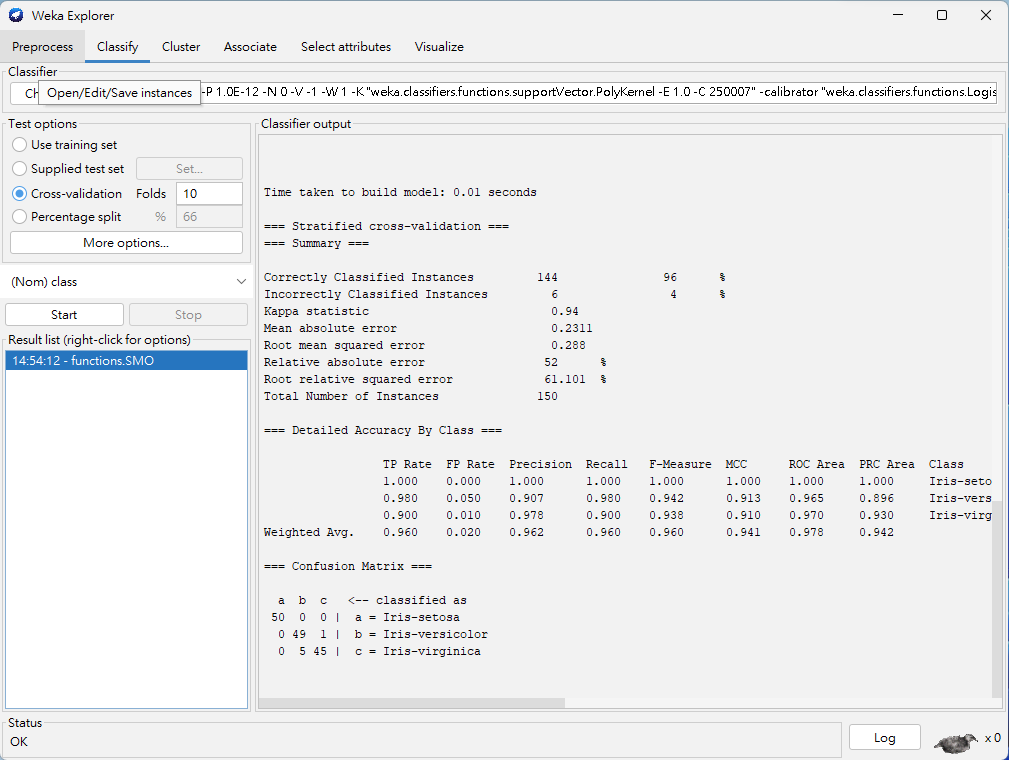 Weka Explorer
Preprocess Classify Cluster Associate Select attributes Visualize
Classifier
Open/Edit/Save instances -P 1.0E-12 -N 0 -V -1 -W 1 -K "weka.classifiers.functions.supportVector.PolyKernel -E 1.0 -C 250007" -calibrator "weka.classifiers.functions.Logis
Test options
Use training set
Supplied test set Set...
Cross-validation Folds 10
Percentage split % 66
More options...
(Nom) class
Start Stop
Result list (right-click for options)
14:54:12 - functions.SMO
Classifier output
Time taken to build model: 0.01 seconds
=== Stratified cross-validation ===
=== Summary ===
Correctly Classified Instances 144 96 %
Incorrectly Classified Instances 6 4 %
Kappa statistic 0.94
Mean absolute error 0.2311
Root mean squared error 0.288
Relative absolute error 52 %
Root relative squared error 61.101 %
Total Number of Instances 150
=== Detailed Accuracy By Class ===
TP Rate FP Rate Precision Recall F-Measure MCC ROC Area PRC Area Class
1.000 0.000 1.000 1.000 1.000 1.000 1.000 1.000 Iris-seto
0.980 0.050 0.907 0.980 0.942 0.913 0.965 0.896 Iris-vers
0.900 0.010 0.978 0.900 0.938 0.910 0.970 0.930 Iris-virg
Weighted Avg. 0.960 0.020 0.962 0.960 0.960 0.941 0.978 0.942
=== Confusion Matrix ===
a b c <-- classified as
50 0 0 | a = Iris-setosa
0 49 1 | b = Iris-versicolor
0 5 45 | c = Iris-virginica
Status
OK
Log x 0